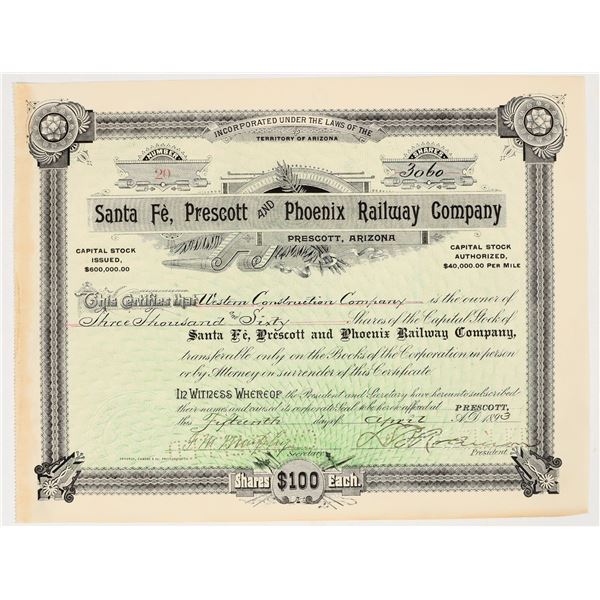 INCORPORATED UNDER THE LAWS OF THE
TERRITORY OF ARIZONA
NUMBER
20
SHARES
3060
Santa Fè, Prescott AND Phoenix Railway Company
PRESCOTT, ARIZONA
CAPITAL STOCK
ISSUED,
$600,000.00
CAPITAL STOCK
AUTHORIZED,
$40,000.00 PER MILE
This Certifies that Western Construction Company is the owner of
Three Thousand and Sixty Shares of the Capital Stock of
Santa Fè, Prescott and Phoenix Railway Company,
transferable only on the Books of the Corporation in person
or by Attorney on surrender of this Certificate
IN WITNESS WHEREOF, the President and Secretary have hereunto subscribed
their names and caused its corporate Seal to be hereto affixed at PRESCOTT,
this Fifteenth day of April A.D. 1893
F. M. Murphy
Secretary
President.
Shares $100 Each.